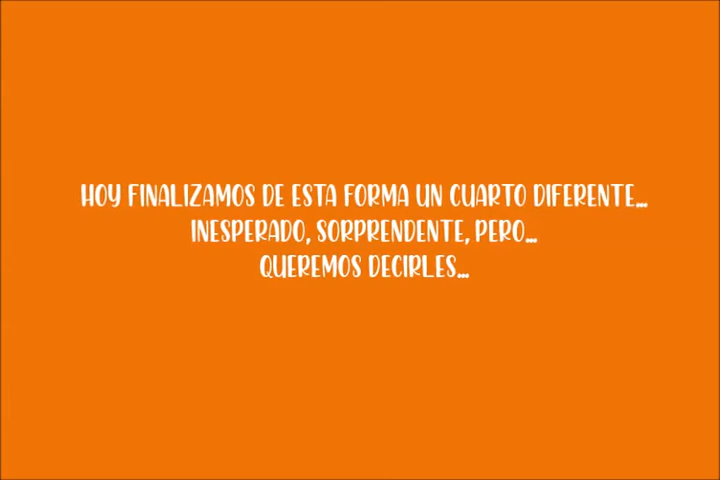 HOY FINALIZAMOS DE ESTA FORMA UN CUARTO DIFERENTE...
INESPERADO, SORPRENDENTE, PERO...
QUEREMOS DECIRLES...